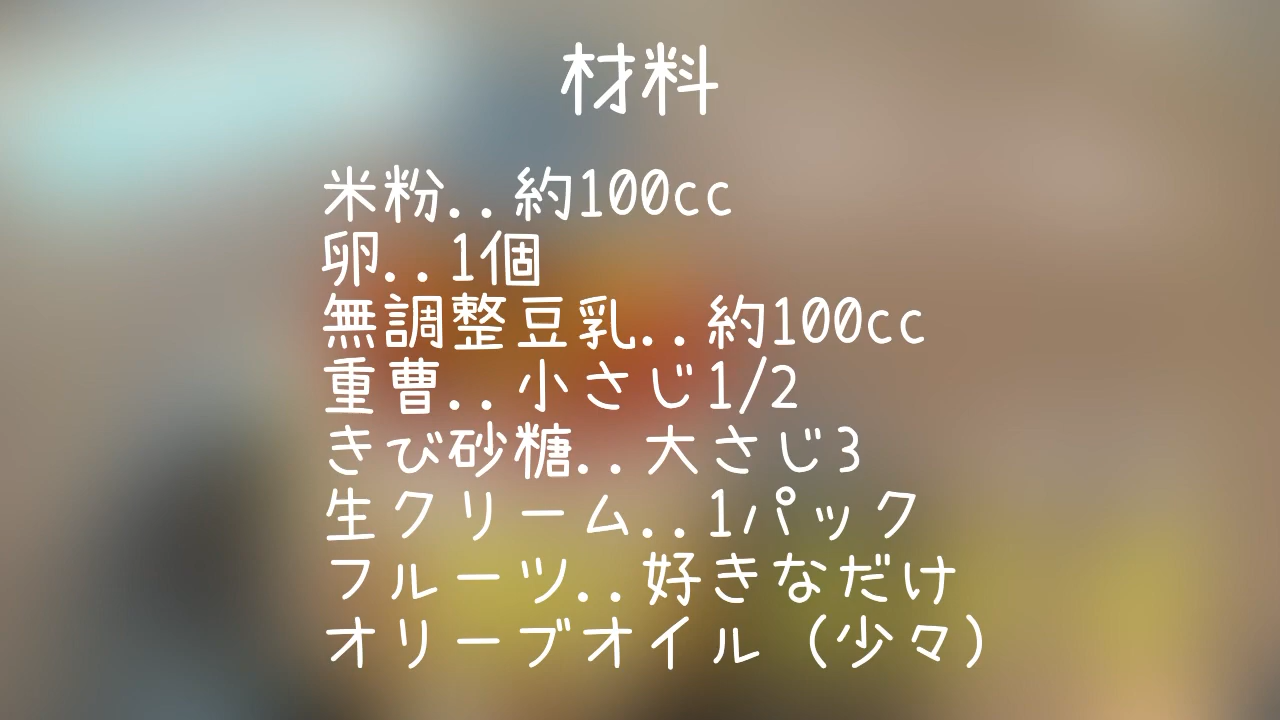 材料
米粉..約100cc
卵..1個
無調整豆乳..約100cc
重曹..小さじ1/2
きび砂糖..大さじ3
生クリーム..1パック
フルーツ..好きなだけ
オリーブオイル（少々）